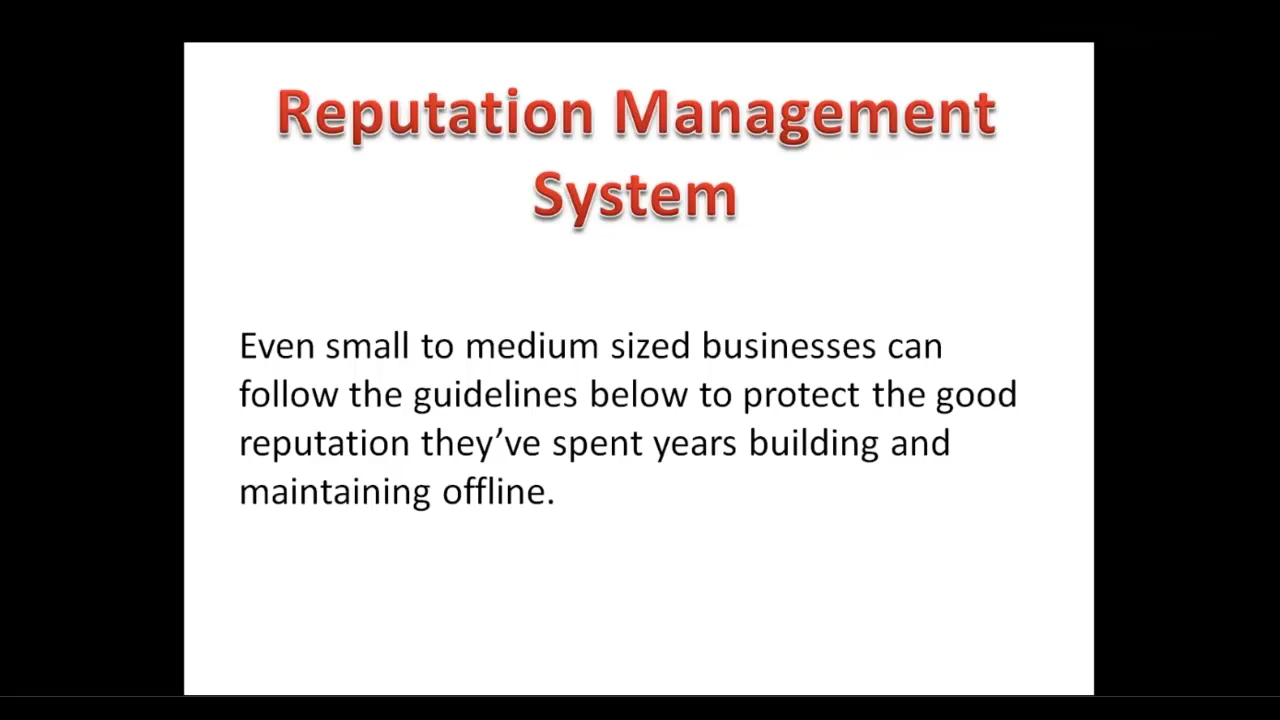 Reputation Management
System
Even small to medium sized businesses can
follow the guidelines below to protect the good
reputation they’ve spent years building and
maintaining offline.